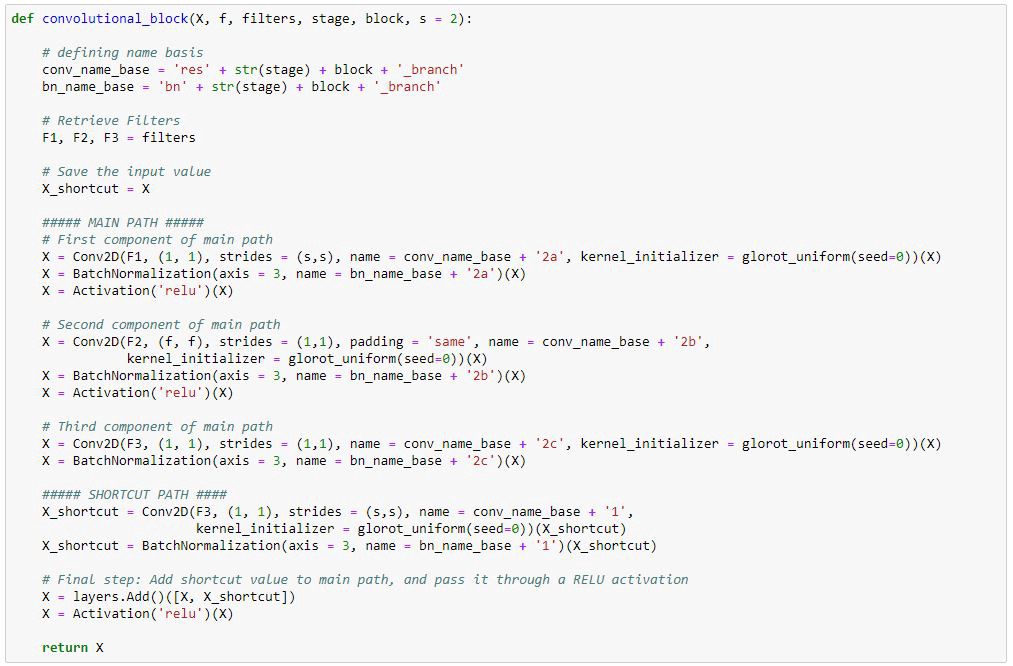 def convolutional_block(X, f, filters, stage, block, s = 2):
# defining name basis
conv_name_base = 'res' + str(stage) + block + '_branch'
bn_name_base = 'bn' + str(stage) + block + '_branch'
# Retrieve Filters
F1, F2, F3 = filters
# Save the input value
X_shortcut = X
##### MAIN PATH #####
# First component of main path
X = Conv2D(F1, (1, 1), strides = (s,s), name = conv_name_base + '2a', kernel_initializer = glorot_uniform(seed=0))(X)
X = BatchNormalization(axis = 3, name = bn_name_base + '2a')(X)
X = Activation('relu')(X)
# Second component of main path
X = Conv2D(F2, (f, f), strides = (1,1), padding = 'same', name = conv_name_base + '2b',
kernel_initializer = glorot_uniform(seed=0))(X)
X = BatchNormalization(axis = 3, name = bn_name_base + '2b')(X)
X = Activation('relu')(X)
# Third component of main path
X = Conv2D(F3, (1, 1), strides = (1,1), name = conv_name_base + '2c', kernel_initializer = glorot_uniform(seed=0))(X)
X = BatchNormalization(axis = 3, name = bn_name_base + '2c')(X)
##### SHORTCUT PATH ####
X_shortcut = Conv2D(F3, (1, 1), strides = (s,s), name = conv_name_base + '1',
kernel_initializer = glorot_uniform(seed=0))(X_shortcut)
X_shortcut = BatchNormalization(axis = 3, name = bn_name_base + '1')(X_shortcut)
# Final step: Add shortcut value to main path, and pass it through a RELU activation
X = layers.Add()([X, X_shortcut])
X = Activation('relu')(X)
return X